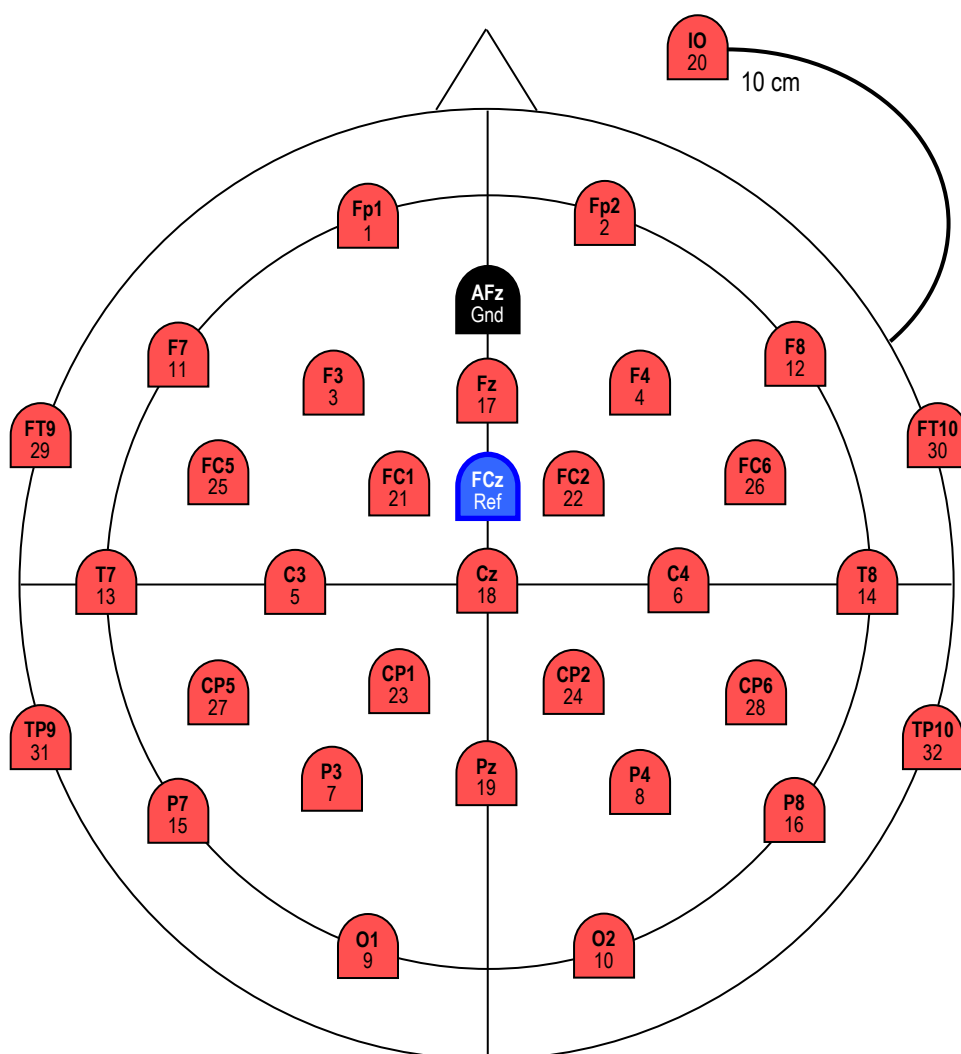 IO
20
10 cm
Fp1
1
Fp2
2
AFz
Gnd
F7
11
F3
3
Fz
17
F4
4
F8
12
FT9
29
FC5
25
FC1
21
FCz
Ref
FC2
22
FC6
26
FT10
30
T7
13
C3
5
Cz
18
C4
6
T8
14
CP5
27
CP1
23
CP2
24
CP6
28
TP9
31
TP10
32
P7
15
P3
7
Pz
19
P4
8
P8
16
O1
9
O2
10